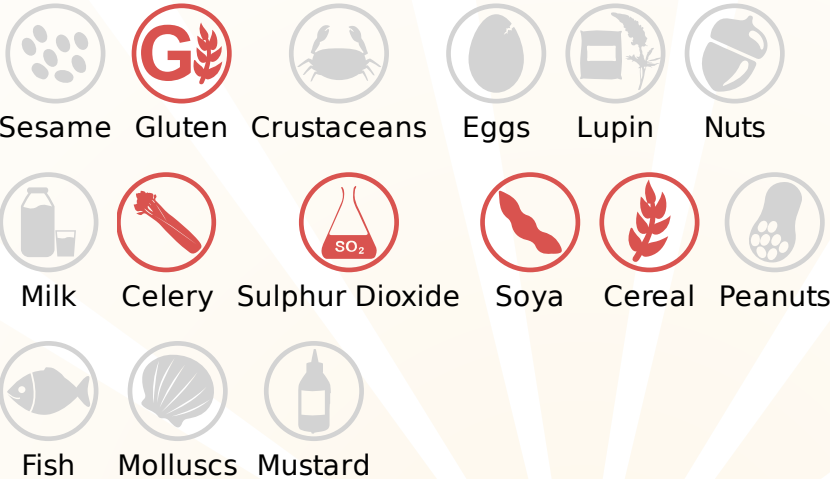 G
Sesame Gluten Crustaceans Eggs Lupin Nuts
SO₂
Milk Celery Sulphur Dioxide Soya Cereal Peanuts
Fish Molluscs Mustard